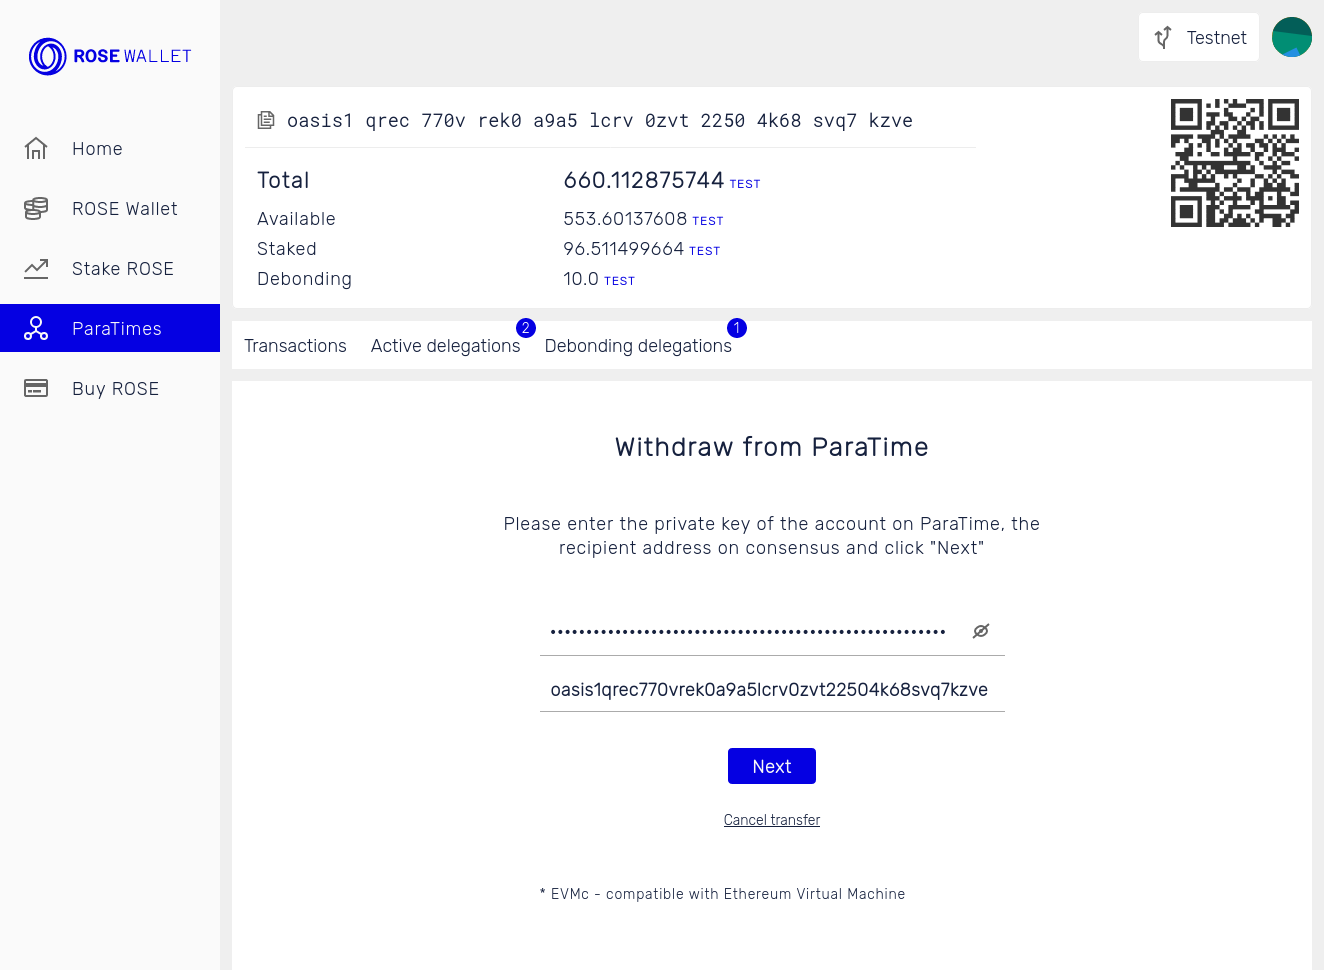 ROSE WALLET
Testnet
Home
ROSE Wallet
Stake ROSE
ParaTimes
Buy ROSE
oasis1 qrec 770v rek0 a9a5 lcrv 0zvt 2250 4k68 svq7 kzve
Total 660.112875744 TEST
Available 553.60137608 TEST
Staked 96.511499664 TEST
Debonding 10.0 TEST
Transactions Active delegations 2 Debonding delegations 1
Withdraw from ParaTime
Please enter the private key of the account on ParaTime, the
recipient address on consensus and click "Next"
oasis1qrec770vrek0a9a5lcrv0zvt22504k68svq7kzve
Next
Cancel transfer
* EVMc - compatible with Ethereum Virtual Machine